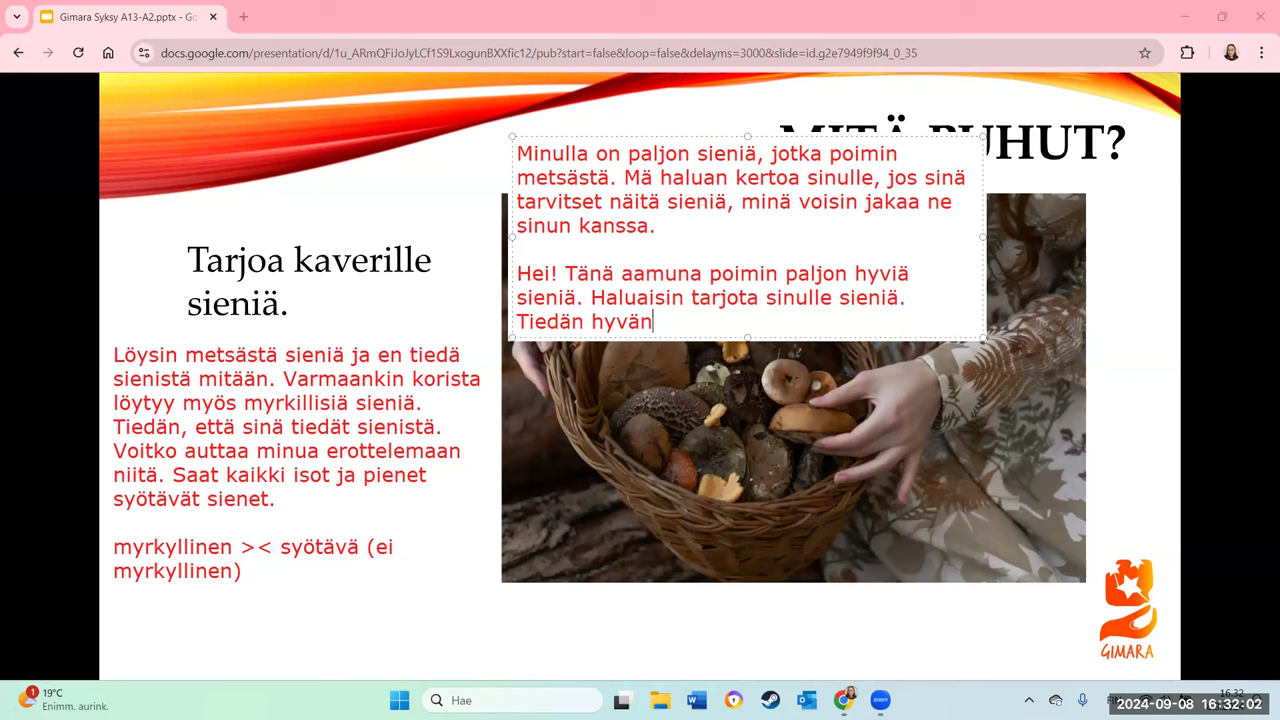 Gimara Syksy A13-A2.pptx - Go
docs.google.com/presentation/d/1u_ARmQFiJoJyLCf1S9LxogunBXXfic12/pub?start=false&loop=false&delayms=3000&slide=id.g2e7949f9f94_0_35
MITÄ PUHUT?
Minulla on paljon sieniä, jotka poimin
metsästä. Mä haluan kertoa sinulle, jos sinä
tarvitset näitä sieniä, minä voisin jakaa ne
sinun kanssa.
Hei! Tänä aamuna poimin paljon hyviä
sieniä. Haluaisin tarjota sinulle sieniä.
Tiedän hyvän
Tarjoa kaverille
sieniä.
Löysin metsästä sieniä ja en tiedä
sienistä mitään. Varmaankin korista
löytyy myös myrkillisiä sieniä.
Tiedän, että sinä tiedät sienistä.
Voitko auttaa minua erottelemaan
niitä. Saat kaikki isot ja pienet
syötävät sienet.
myrkyllinen >< syötävä (ei
myrkyllinen)
GIMARA
1
19°C
Enimm. aurink.
Hae
zoom
16.32
2024-09-08 16:32:02